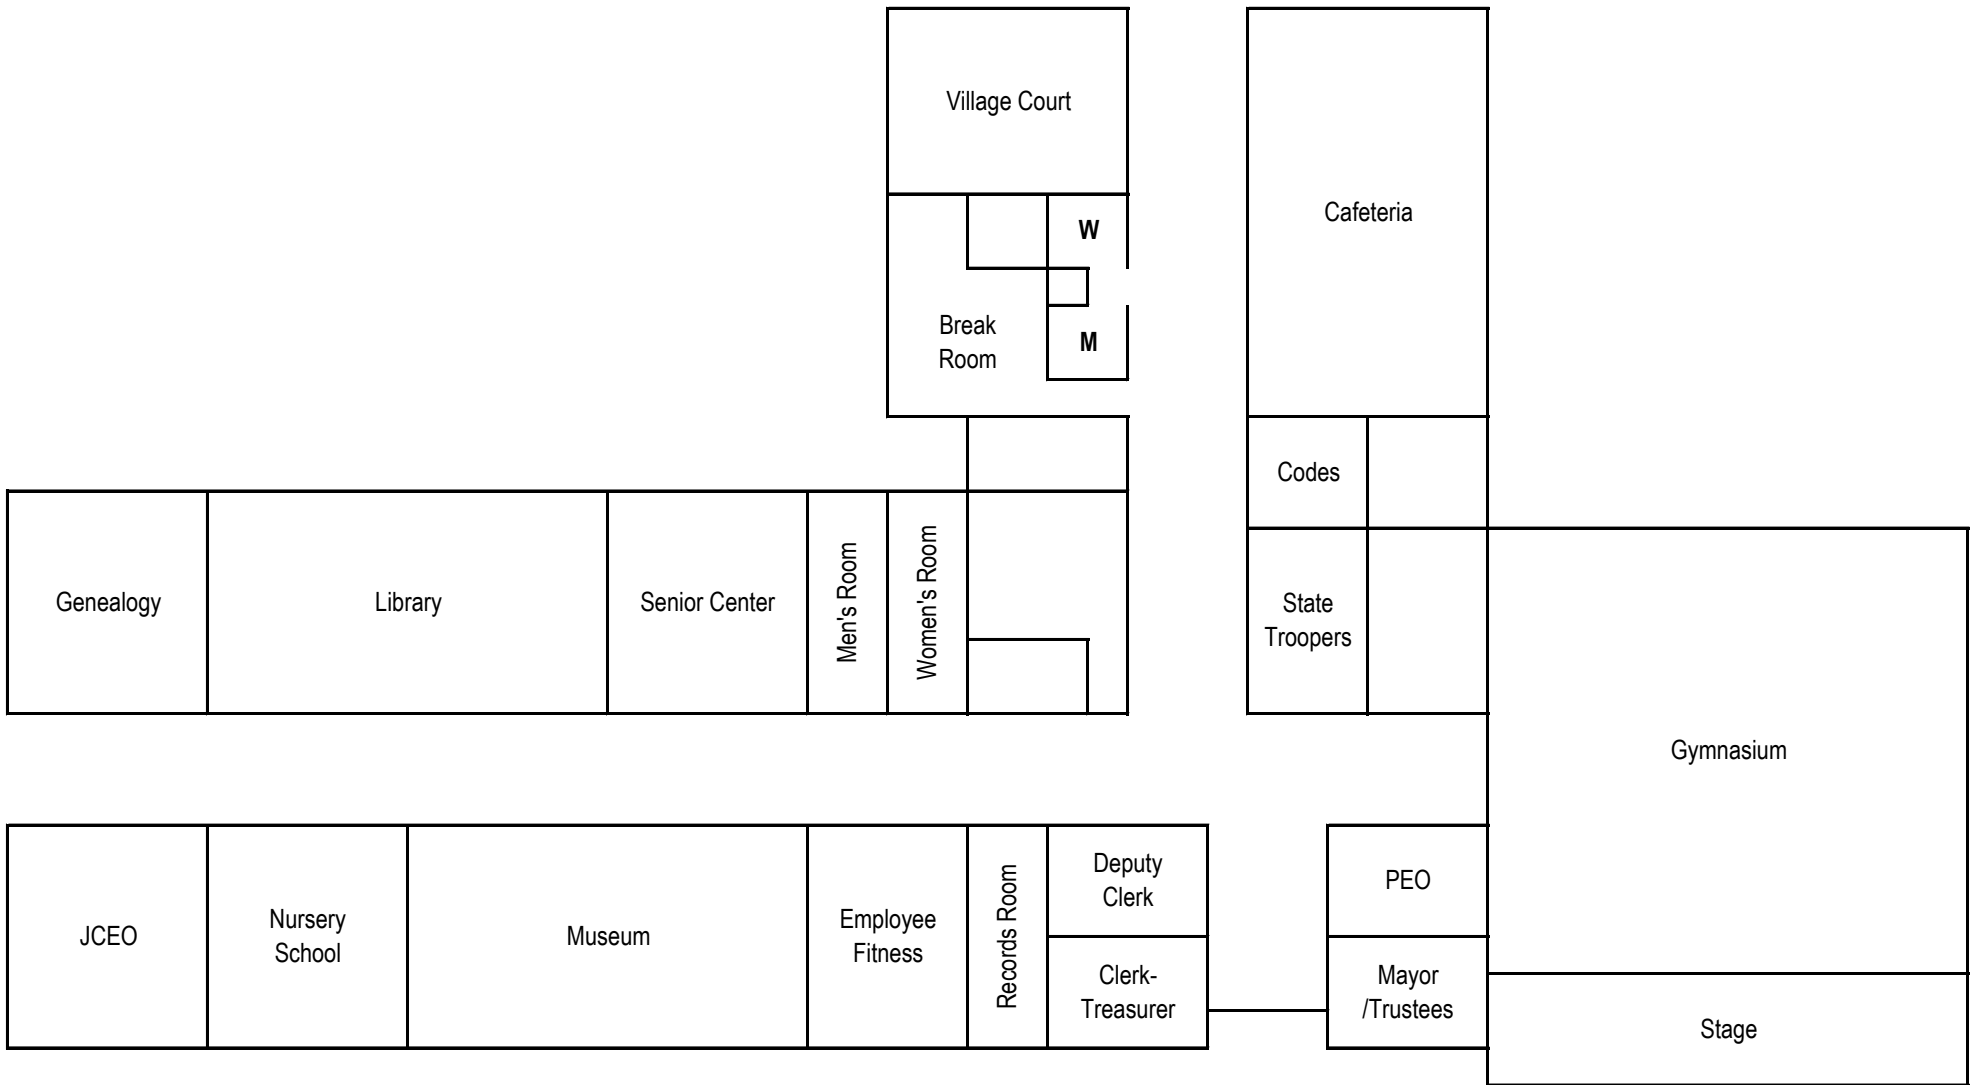 Village Court
Cafeteria
W
Break
Room
M
Codes
Genealogy
Library
Senior Center
Men's Room
Women's Room
State
Troopers
Gymnasium
JCEO
Nursery
School
Museum
Employee
Fitness
Records Room
Deputy
Clerk
Clerk-
Treasurer
PEO
Mayor
/Trustees
Stage